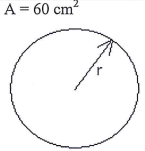 A = 60 cm²
r